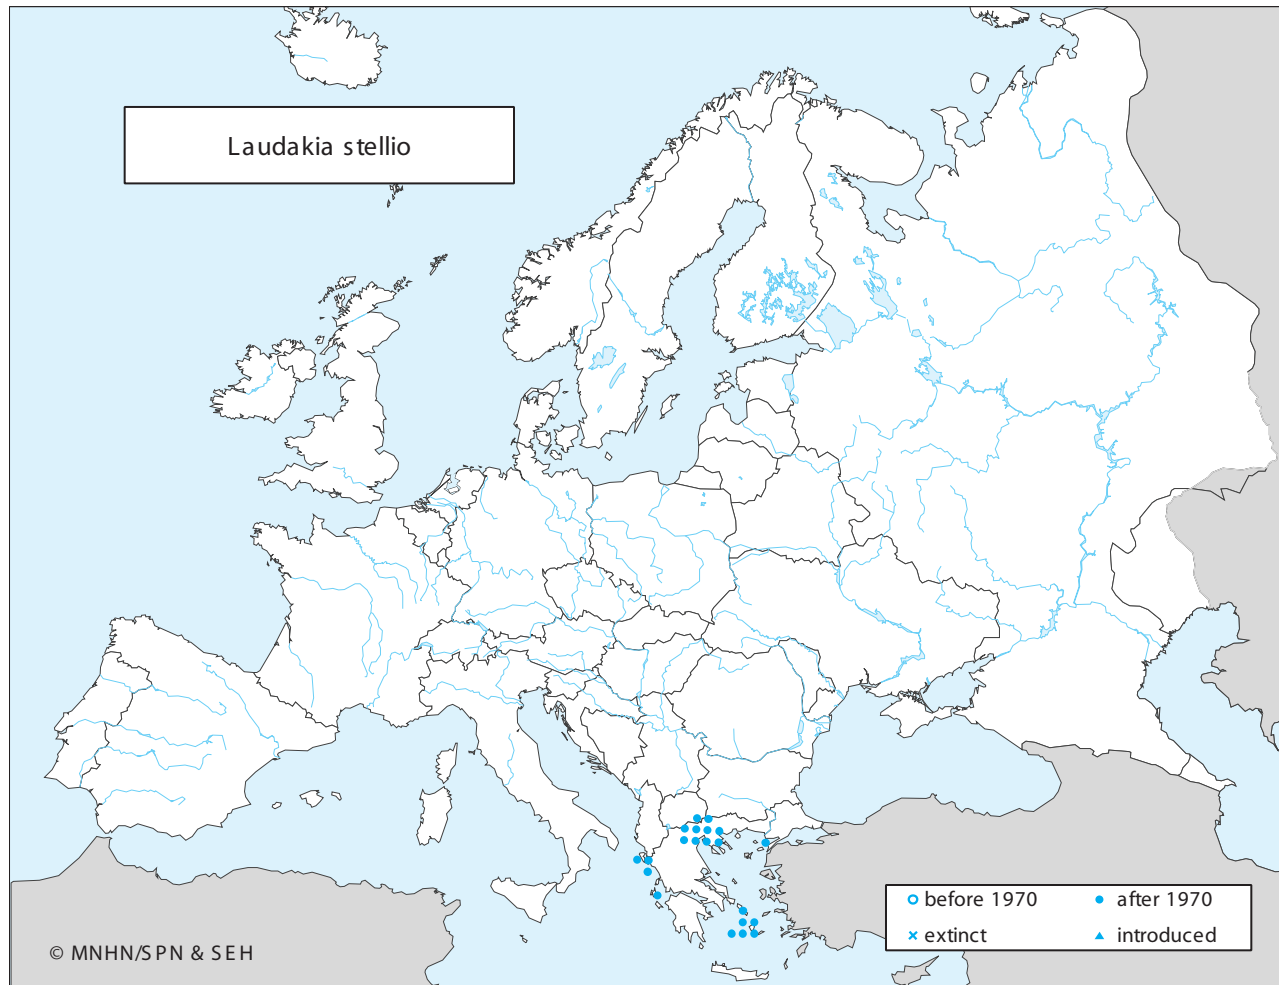 Laudakia stellio
before 1970
after 1970
extinct
introduced
© MNHN/SPN & SEH